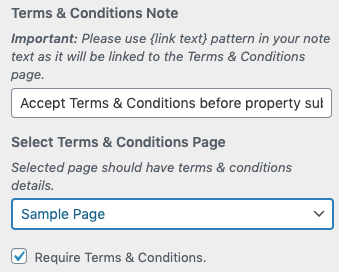 Terms & Conditions Note
Important: Please use {link text} pattern in your note
text as it will be linked to the Terms & Conditions
page.
Accept Terms & Conditions before property sul
Select Terms & Conditions Page
Selected page should have terms & conditions
details.
Sample Page
Require Terms & Conditions.